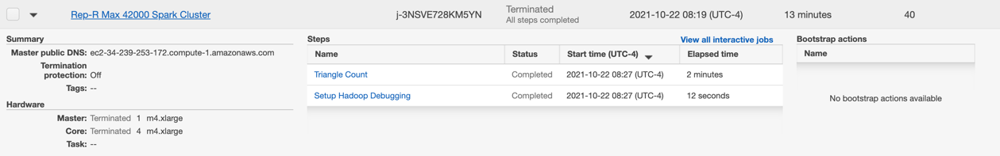 Rep-R Max 42000 Spark Cluster j-3NSVE728KM5YN Terminated 2021-10-22 08:19 (UTC-4) 13 minutes 40
All steps completed
Summary
Master public DNS: ec2-34-239-253-172.compute-1.amazonaws.com
Termination
protection: Off
Tags: --
Hardware
Master: Terminated 1 m4.xlarge
Core: Terminated 4 m4.xlarge
Task: --
Steps View all interactive jobs
Name Status Start time (UTC-4) Elapsed time
Triangle Count Completed 2021-10-22 08:27 (UTC-4) 2 minutes
Setup Hadoop Debugging Completed 2021-10-22 08:27 (UTC-4) 12 seconds
Bootstrap actions
Name
No bootstrap actions available